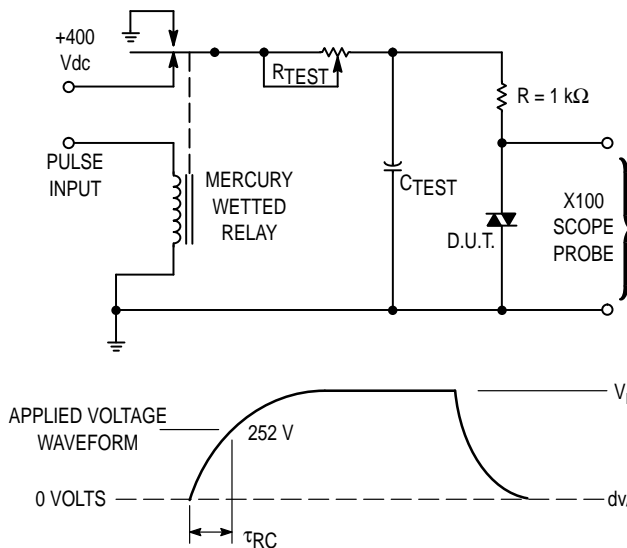 +400
Vdc
RTEST
R = 1 kΩ
PULSE
INPUT
MERCURY
WETTED
RELAY
CTEST
D.U.T.
X100
SCOPE
PROBE
APPLIED VOLTAGE
WAVEFORM
252 V
0 VOLTS
τRC